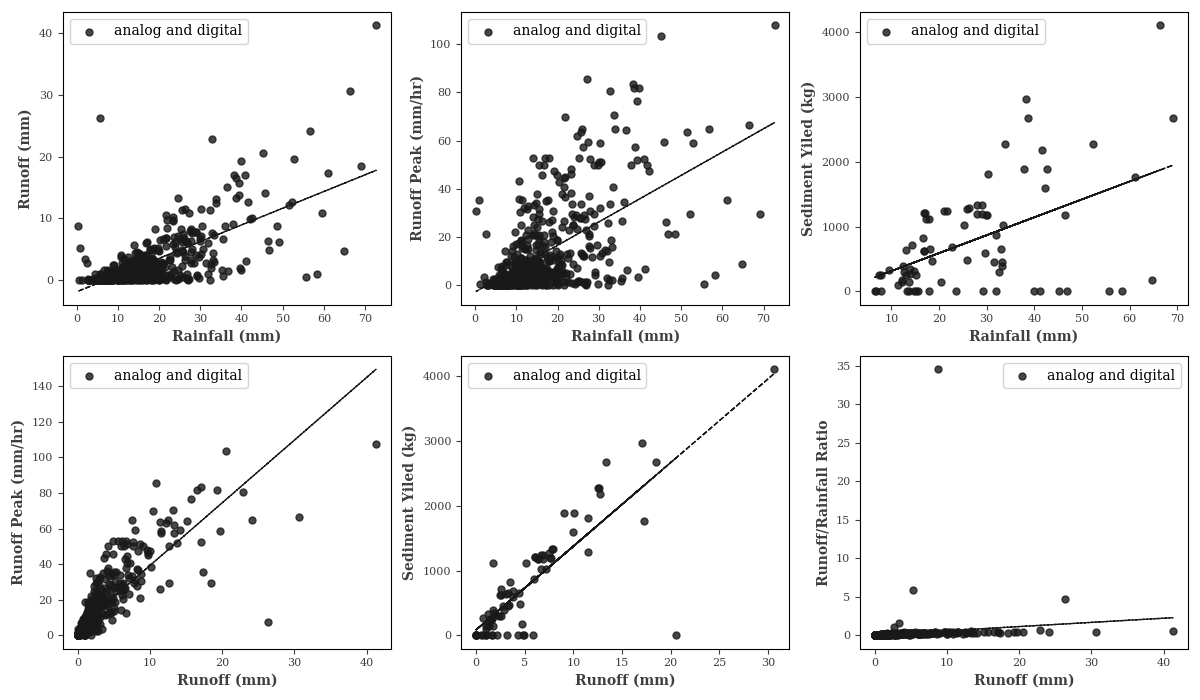 analog and digital
40
30
20
10
0
Runoff (mm)
0 10 20 30 40 50 60 70
Rainfall (mm)
analog and digital
100
80
60
40
20
0
Runoff Peak (mm/hr)
0 10 20 30 40 50 60 70
Rainfall (mm)
analog and digital
4000
3000
2000
1000
0
Sediment Yiled (kg)
10 20 30 40 50 60 70
Rainfall (mm)
analog and digital
140
120
100
80
60
40
20
0
Runoff Peak (mm/hr)
0 10 20 30 40
Runoff (mm)
analog and digital
4000
3000
2000
1000
0
Sediment Yiled (kg)
0 5 10 15 20 25 30
Runoff (mm)
analog and digital
35
30
25
20
15
10
5
0
Runoff/Rainfall Ratio
0 10 20 30 40
Runoff (mm)